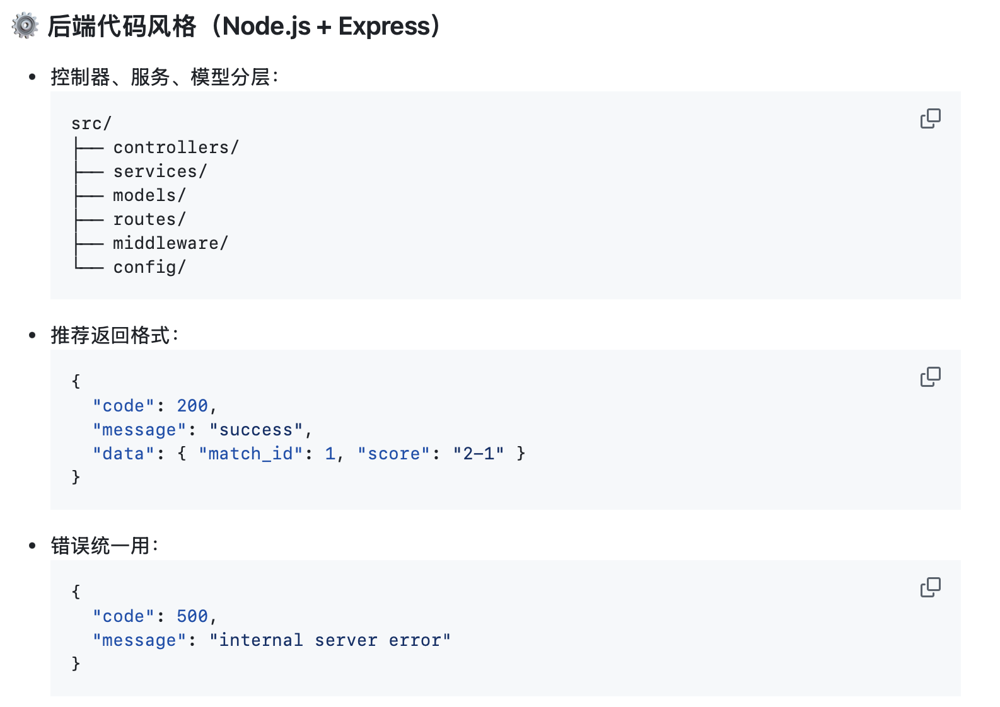 ⚙️ 后端代码风格（Node.js + Express）
• 控制器、服务、模型分层：
src/
├── controllers/
├── services/
├── models/
├── routes/
├── middleware/
└── config/
• 推荐返回格式：
{
  "code": 200,
  "message": "success",
  "data": { "match_id": 1, "score": "2-1" }
}
• 错误统一用：
{
  "code": 500,
  "message": "internal server error"
}